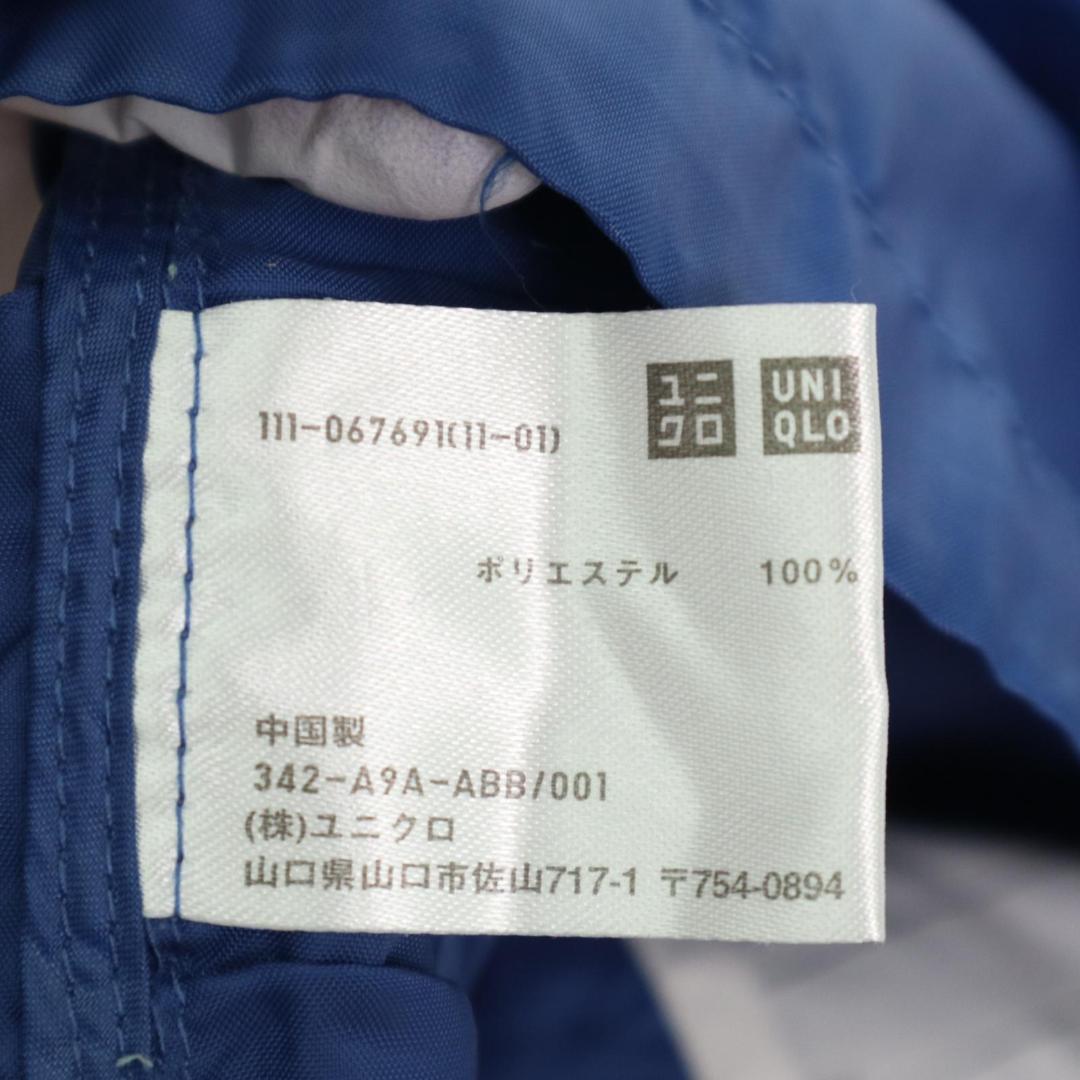 ユニ
クロ
UNI
QLO
111-067691(11-01)
ポリエステル 100%
中国製
342-A9A-ABB/001
(株)ユニクロ
山口県山口市佐山717-1 〒754-0894